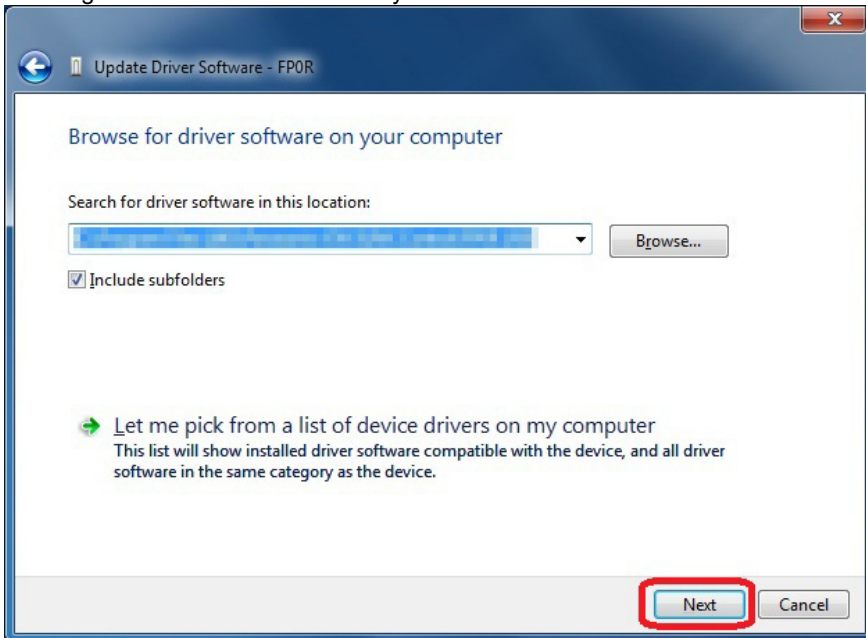 Update Driver Software - FP0R
Browse for driver software on your computer
Search for driver software in this location:
Browse...
Include subfolders
Let me pick from a list of device drivers on my computer
This list will show installed driver software compatible with the device, and all driver
software in the same category as the device.
Next
Cancel